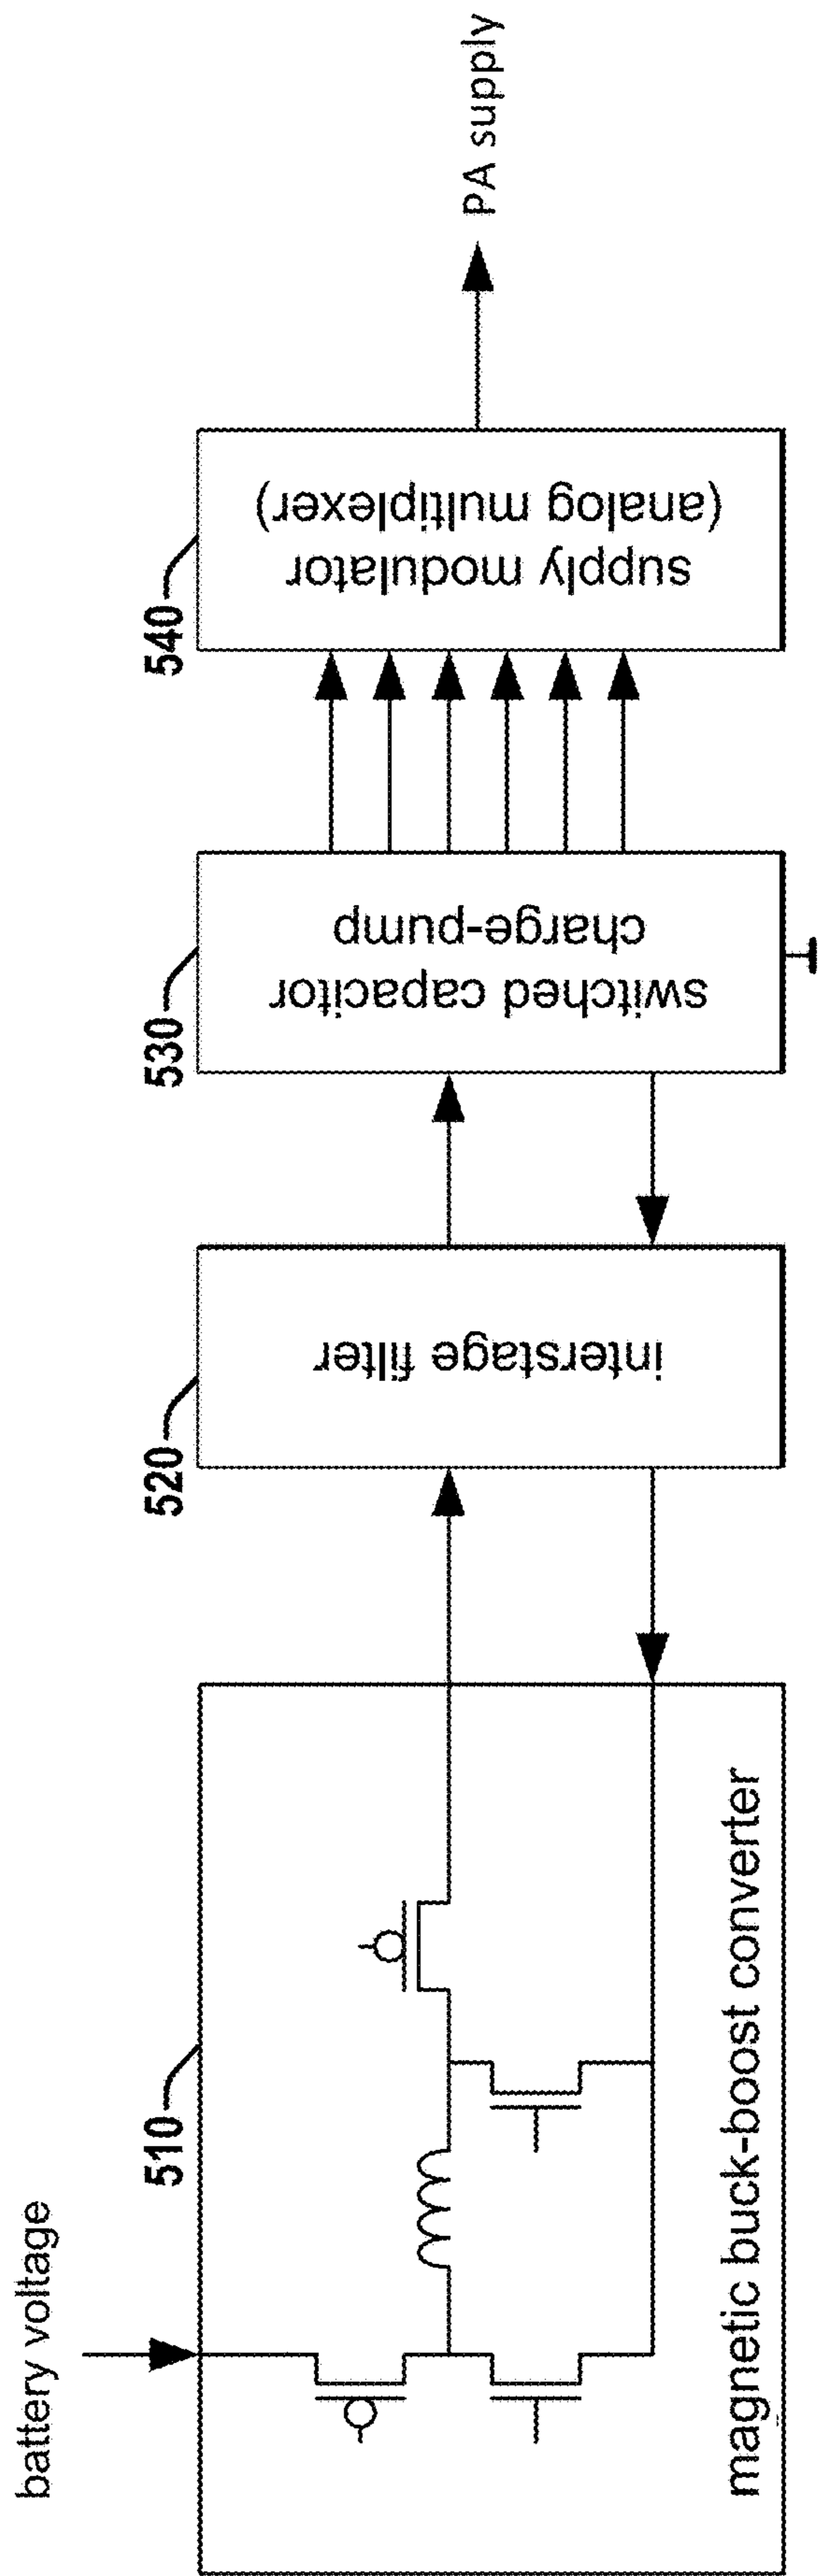 battery voltage
510
magnetic buck-boost converter
520
interstage filter
530
switched capacitor
charge-pump
540
supply modulator
(analog multiplexer)
PA supply